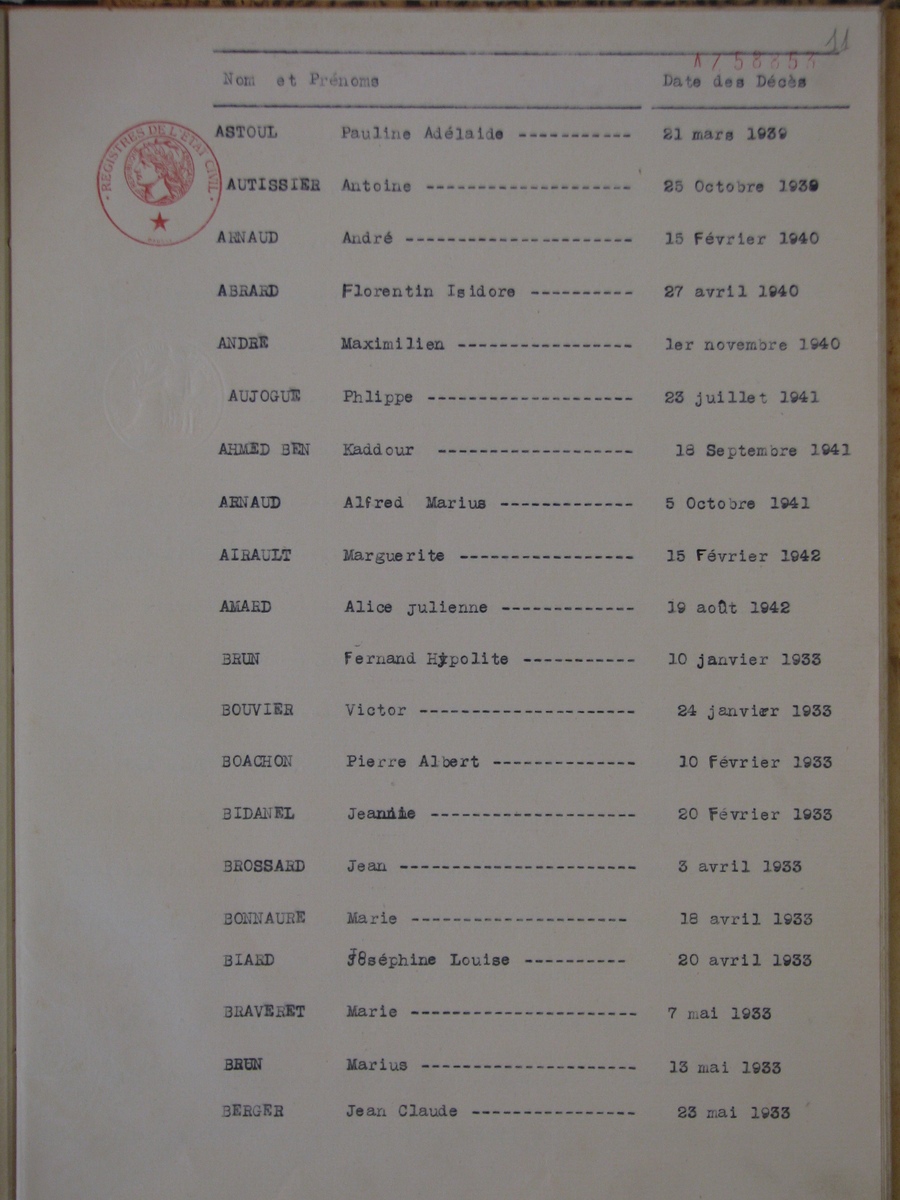 11
A758353
Nom et Prénoms Date des Décès
REGISTRES DE L'ETAT CIVIL
ASTOUL Pauline Adélaide ----------- 21 mars 1939
AUTISSIER Antoine -------------------- 25 Octobre 1939
ARNAUD André ---------------------- 15 Février 1940
ABRARD Florentin Isidore ---------- 27 avril 1940
ANDRE Maximilien ----------------- 1er novembre 1940
AUJOGUE Phlippe -------------------- 23 juillet 1941
AHMED BEN Kaddour ------------------- 18 Septembre 1941
ARNAUD Alfred Marius ------------- 5 Octobre 1941
AIRAULT Marguerite ----------------- 15 Février 1942
AMARD Alice julienne ------------- 19 août 1942
BRUN Fernand Hypolite ----------- 10 janvier 1933
BOUVIER Victor --------------------- 24 janvier 1933
BOACHON Pierre Albert -------------- 10 Février 1933
BIDANEL -------------------- 20 Février 1933
BROSSARD Jean ----------------------- 3 avril 1933
BONNAURE Marie --------------------- 18 avril 1933
BIARD Joséphine Louise ---------- 20 avril 1933
BRAVERET Marie ---------------------- 7 mai 1933
BRUN Marius --------------------- 13 mai 1933
BERGER Jean Claude ---------------- 23 mai 1933